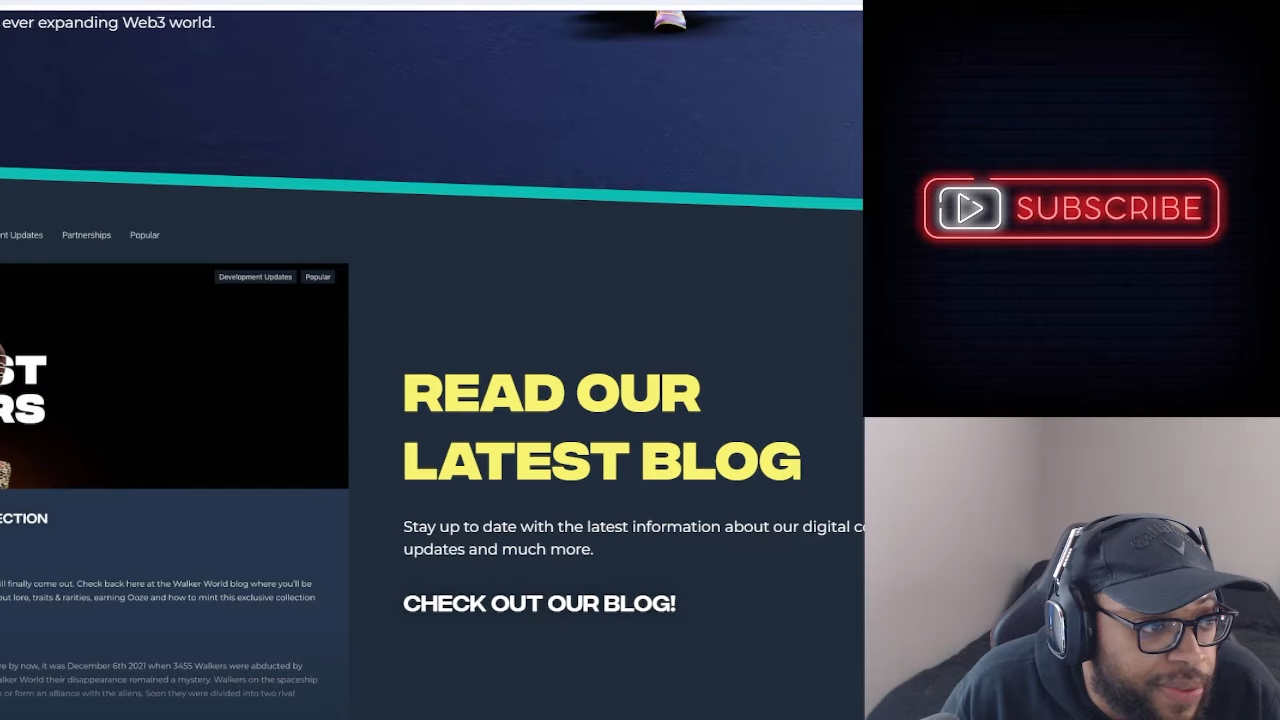 ever expanding Web3 world.
SUBSCRIBE
nt Updates Partnerships Popular
Development Updates Popular
ST
RS
READ OUR
LATEST BLOG
ECTION
Stay up to date with the latest information about our digital
updates and much more.
ll finally come out. Check back here at the Walker World blog where you'll be
out lore, traits & rarities, earning Ooze and how to mint this exclusive collection
CHECK OUT OUR BLOG!
re by now, it was December 6th 2021 when 3455 Walkers were abducted by
alker World their disappearance remained a mystery. Walkers on the spaceship
or form an alliance with the aliens. Soon they were divided into two rival